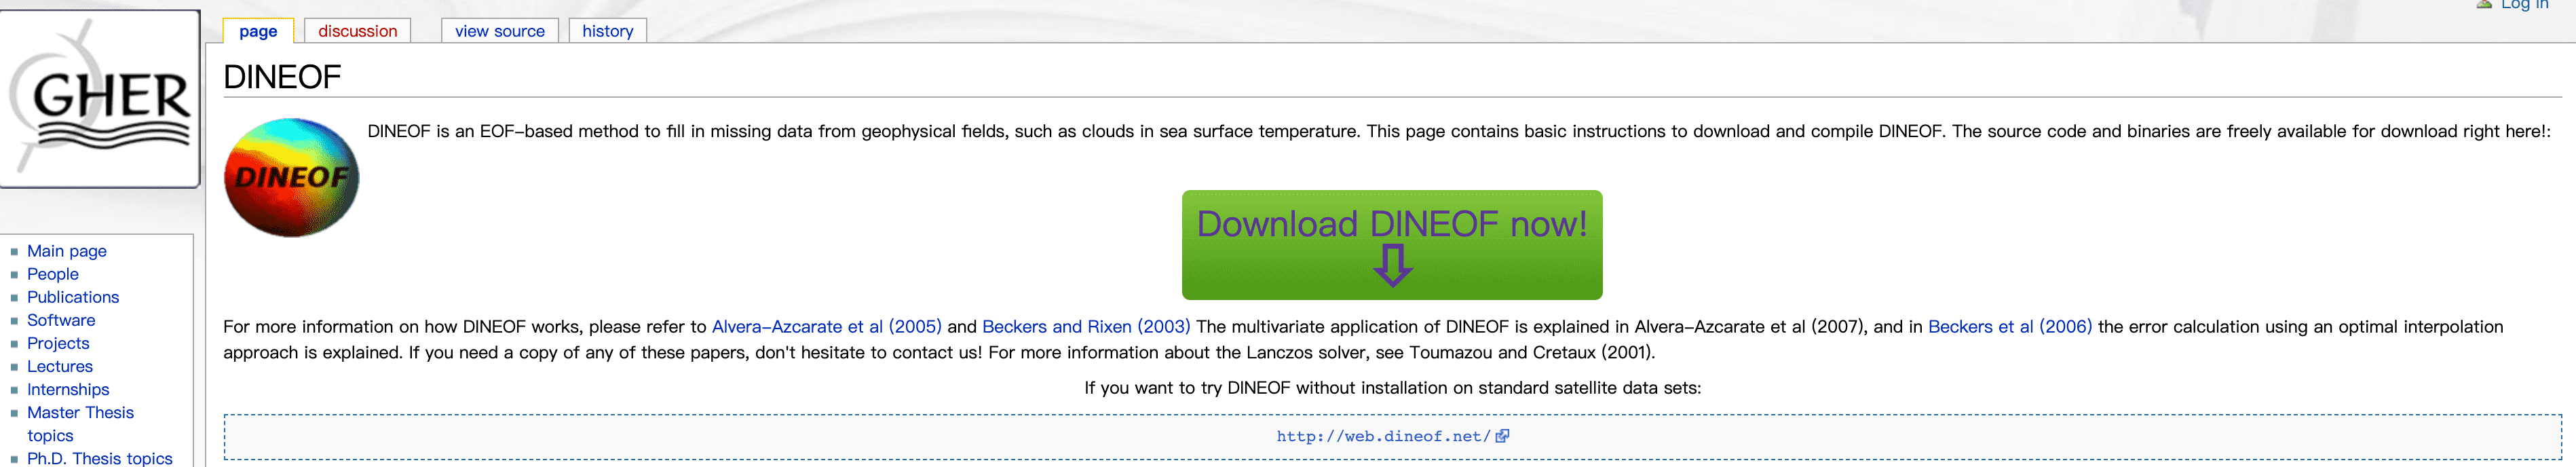 Log in
page
discussion
view source
history
GHER
DINEOF
DINEOF
DINEOF is an EOF-based method to fill in missing data from geophysical fields, such as clouds in sea surface temperature. This page contains basic instructions to download and compile DINEOF. The source code and binaries are freely available for download right here!:
Download DINEOF now!
For more information on how DINEOF works, please refer to Alvera-Azcarate et al (2005) and Beckers and Rixen (2003) The multivariate application of DINEOF is explained in Alvera-Azcarate et al (2007), and in Beckers et al (2006) the error calculation using an optimal interpolation
approach is explained. If you need a copy of any of these papers, don't hesitate to contact us! For more information about the Lanczos solver, see Toumazou and Cretaux (2001).
If you want to try DINEOF without installation on standard satellite data sets:
http://web.dineof.net/
Main page
People
Publications
Software
Projects
Lectures
Internships
Master Thesis
topics
Ph.D. Thesis topics